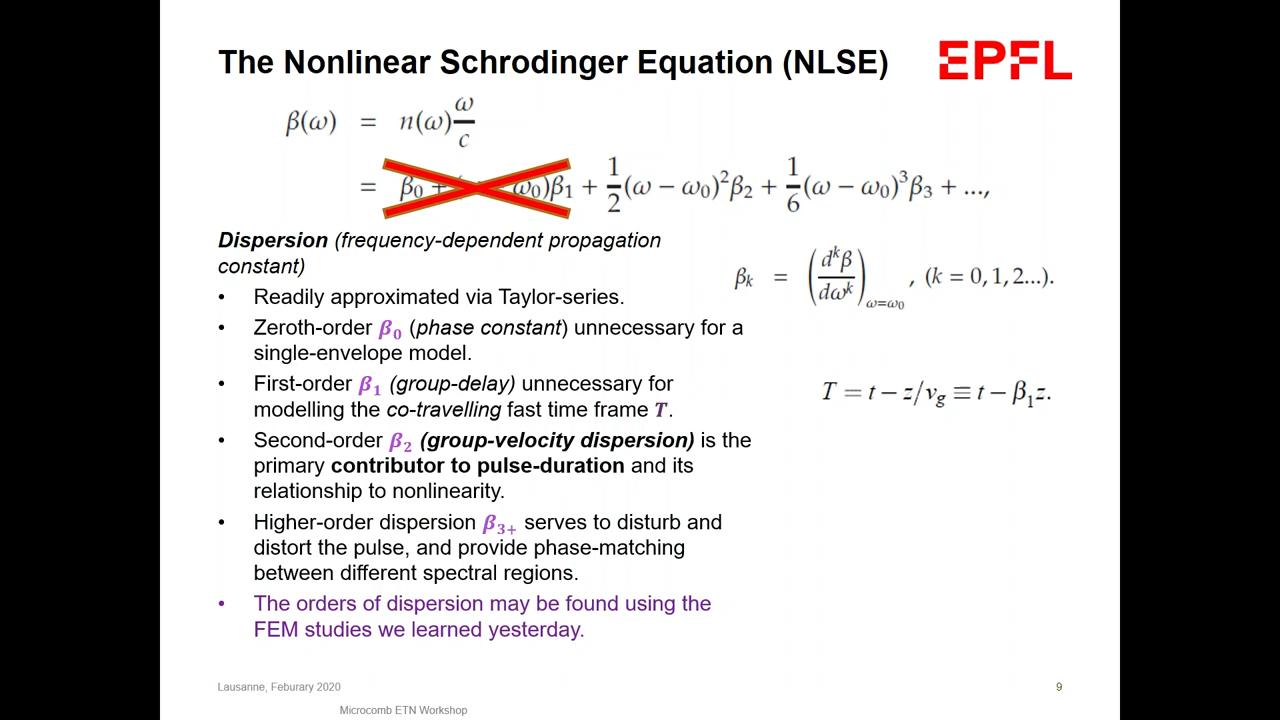 The Nonlinear Schrodinger Equation (NLSE)
EPFL
β(ω) = n(ω) ω/c
= β₀ + ω₀)β₁ + 1/2 (ω − ω₀)²β₂ + 1/6 (ω − ω₀)³β₃ + ...,
Dispersion (frequency-dependent propagation
constant)
βₖ = (dᵏβ/dωᵏ)ω=ω₀ , (k = 0, 1, 2...).
• Readily approximated via Taylor-series.
• Zeroth-order β₀ (phase constant) unnecessary for a
single-envelope model.
• First-order β₁ (group-delay) unnecessary for
modelling the co-travelling fast time frame T.
T = t − z/v_g ≡ t − β₁z.
• Second-order β₂ (group-velocity dispersion) is the
primary contributor to pulse-duration and its
relationship to nonlinearity.
• Higher-order dispersion β₃₊ serves to disturb and
distort the pulse, and provide phase-matching
between different spectral regions.
• The orders of dispersion may be found using the
FEM studies we learned yesterday.
Lausanne, Feburary 2020
9
Microcomb ETN Workshop